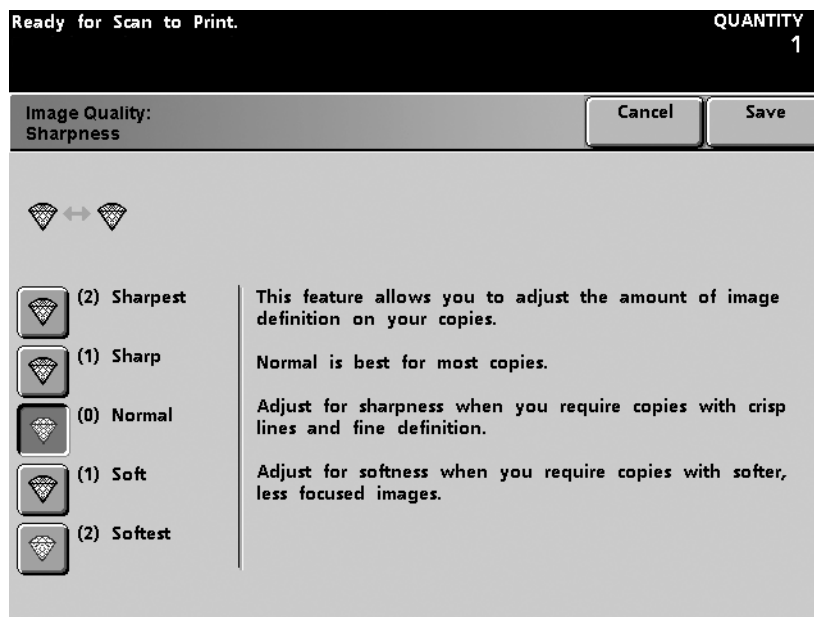 Ready for Scan to Print.
QUANTITY
1
Image Quality:
Sharpness
Cancel
Save
(2) Sharpest
(1) Sharp
(0) Normal
(1) Soft
(2) Softest
This feature allows you to adjust the amount of image
definition on your copies.
Normal is best for most copies.
Adjust for sharpness when you require copies with crisp
lines and fine definition.
Adjust for softness when you require copies with softer,
less focused images.